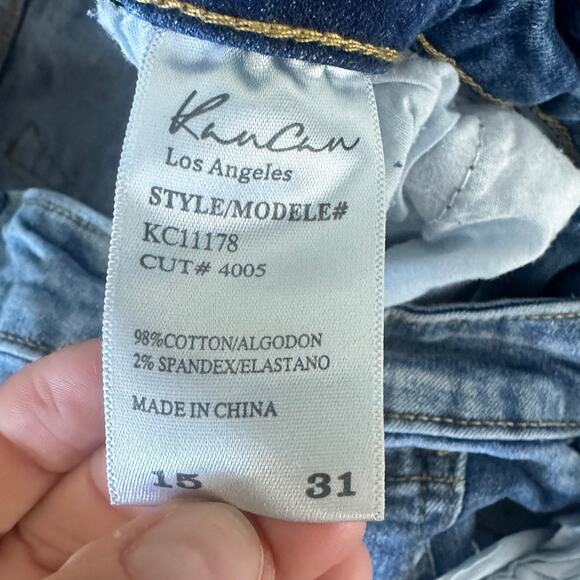 KanCan
Los Angeles
STYLE/MODELE#
KC11178
CUT# 4005
98%COTTON/ALGODON
2% SPANDEX/ELASTANO
MADE IN CHINA
15 31